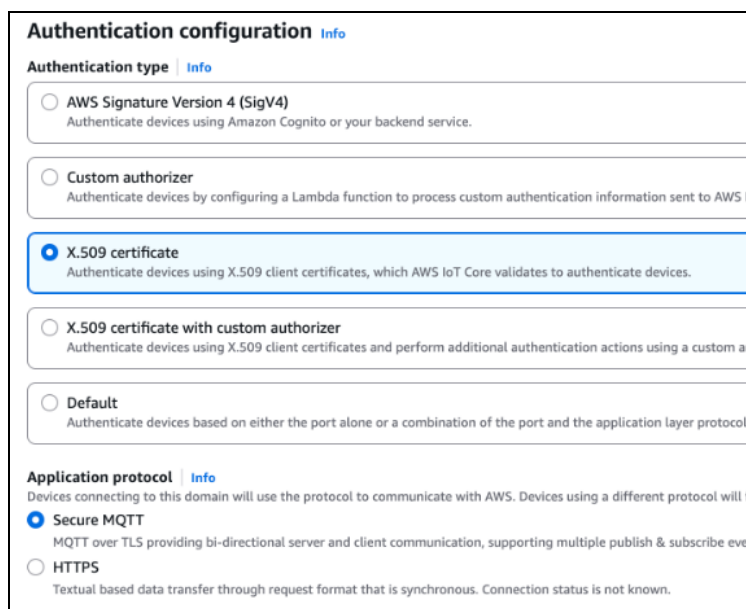 Authentication configuration Info
Authentication type Info
AWS Signature Version 4 (SigV4)
Authenticate devices using Amazon Cognito or your backend service.
Custom authorizer
Authenticate devices by configuring a Lambda function to process custom authentication information sent to AWS
X.509 certificate
Authenticate devices using X.509 client certificates, which AWS IoT Core validates to authenticate devices.
X.509 certificate with custom authorizer
Authenticate devices using X.509 client certificates and perform additional authentication actions using a custom a
Default
Authenticate devices based on either the port alone or a combination of the port and the application layer protocol
Application protocol Info
Devices connecting to this domain will use the protocol to communicate with AWS. Devices using a different protocol will
Secure MQTT
MQTT over TLS providing bi-directional server and client communication, supporting multiple publish & subscribe eve
HTTPS
Textual based data transfer through request format that is synchronous. Connection status is not known.